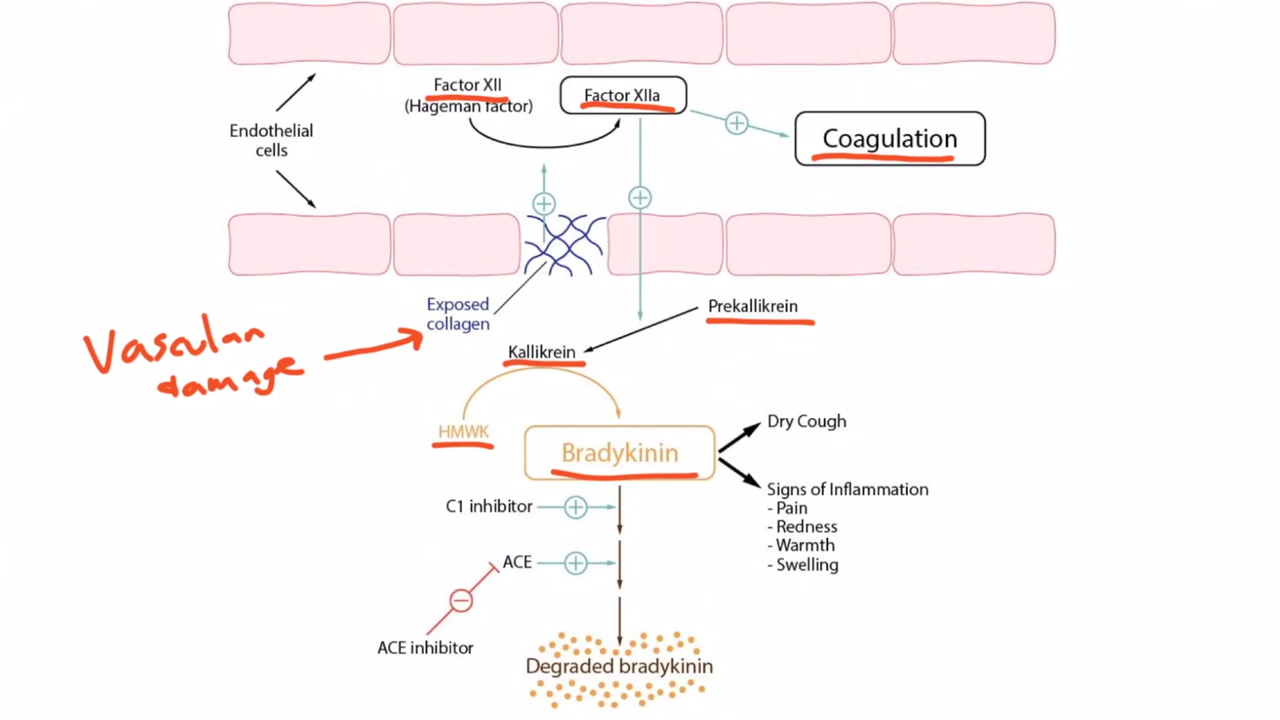 Factor XII
(Hageman factor)
Factor XIIa
Coagulation
Endothelial
cells
Exposed
collagen
Vascular
damage
Prekallikrein
Kallikrein
HMWK
Bradykinin
Dry Cough
Signs of Inflammation
- Pain
- Redness
- Warmth
- Swelling
C1 inhibitor
ACE
ACE inhibitor
Degraded bradykinin